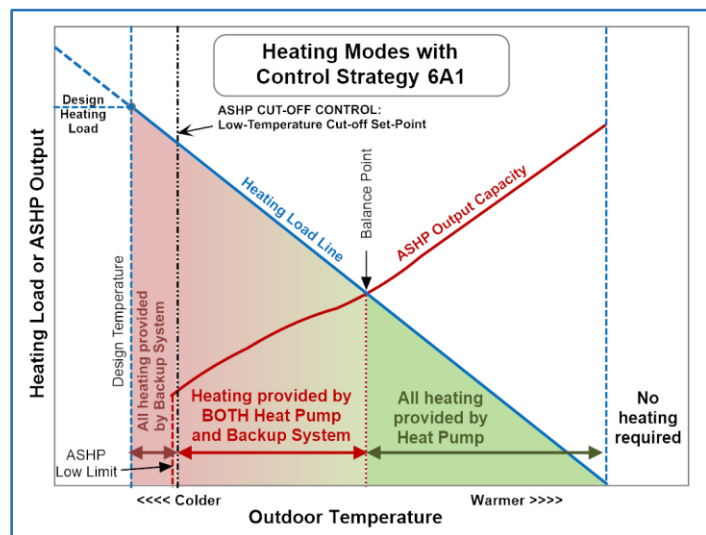 Heating Modes with
Control Strategy 6A1
Design
Heating
Load
ASHP CUT-OFF CONTROL:
Low-Temperature Cut-off Set-Point
Heating Load Line
Balance Point
ASHP Output Capacity
Heating Load or ASHP Output
Design Temperature
All heating provided
by Backup System
Heating provided by
BOTH Heat Pump
and Backup System
All heating
provided by
Heat Pump
No
heating
required
ASHP
Low Limit
<<<< Colder
Warmer >>>>
Outdoor Temperature